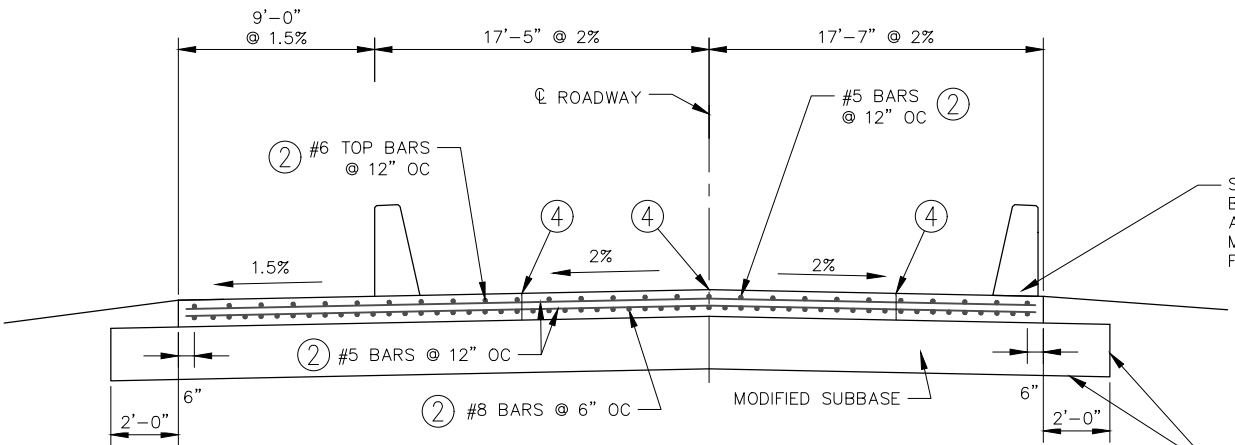 9'-0"
@ 1.5%
17'-5" @ 2%
17'-7" @ 2%
℄ ROADWAY
#5 BARS
@ 12" OC
2
2
#6 TOP BARS
@ 12" OC
4
4
4
S
B
A
M
F
1.5%
2%
2%
2
#5 BARS @ 12" OC
6"
6"
2
#8 BARS @ 6" OC
MODIFIED SUBBASE
2'-0"
2'-0"